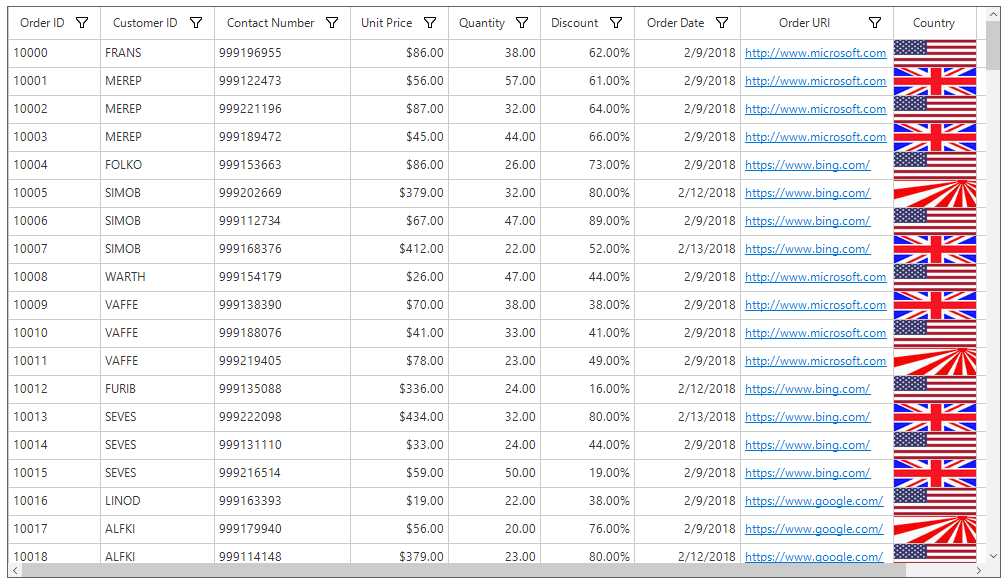 Order ID Customer ID Contact Number Unit Price Quantity Discount Order Date Order URI Country
10000 FRANS 999196955 $86.00 38.00 62.00% 2/9/2018 http://www.microsoft.com
10001 MEREP 999122473 $56.00 57.00 61.00% 2/9/2018 http://www.microsoft.com
10002 MEREP 999221196 $87.00 32.00 64.00% 2/9/2018 http://www.microsoft.com
10003 MEREP 999189472 $45.00 44.00 66.00% 2/9/2018 http://www.microsoft.com
10004 FOLKO 999153663 $86.00 26.00 73.00% 2/9/2018 https://www.bing.com/
10005 SIMOB 999202669 $379.00 32.00 80.00% 2/12/2018 https://www.bing.com/
10006 SIMOB 999112734 $67.00 47.00 89.00% 2/9/2018 https://www.bing.com/
10007 SIMOB 999168376 $412.00 22.00 52.00% 2/13/2018 https://www.bing.com/
10008 WARTH 999154179 $26.00 47.00 44.00% 2/9/2018 http://www.microsoft.com
10009 VAFFE 999138390 $70.00 38.00 38.00% 2/9/2018 http://www.microsoft.com
10010 VAFFE 999188076 $41.00 33.00 41.00% 2/9/2018 http://www.microsoft.com
10011 VAFFE 999219405 $78.00 23.00 49.00% 2/9/2018 http://www.microsoft.com
10012 FURIB 999135088 $336.00 24.00 16.00% 2/12/2018 https://www.bing.com/
10013 SEVES 999222098 $434.00 32.00 80.00% 2/13/2018 https://www.bing.com/
10014 SEVES 999131110 $33.00 24.00 44.00% 2/9/2018 https://www.bing.com/
10015 SEVES 999216514 $59.00 50.00 19.00% 2/9/2018 https://www.bing.com/
10016 LINOD 999163393 $19.00 22.00 38.00% 2/9/2018 https://www.google.com/
10017 ALFKI 999179940 $56.00 20.00 76.00% 2/9/2018 https://www.google.com/
10018 ALFKI 999114148 $379.00 23.00 80.00% 2/12/2018 https://www.google.com/